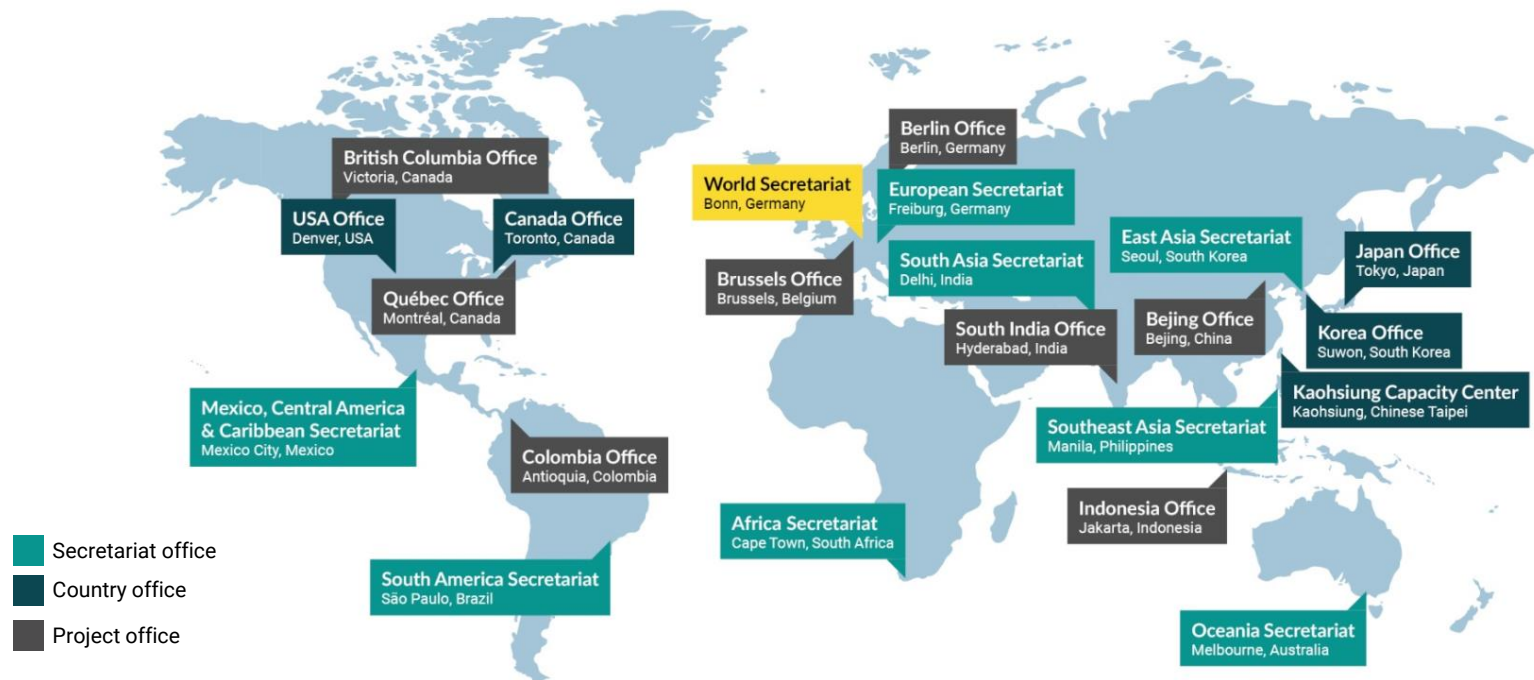 British Columbia Office
Victoria, Canada
USA Office
Denver, USA
Canada Office
Toronto, Canada
Québec Office
Montréal, Canada
Mexico, Central America
& Caribbean Secretariat
Mexico City, Mexico
Colombia Office
Antioquia, Colombia
South America Secretariat
São Paulo, Brazil
Berlin Office
Berlin, Germany
World Secretariat
Bonn, Germany
European Secretariat
Freiburg, Germany
Brussels Office
Brussels, Belgium
South Asia Secretariat
Delhi, India
South India Office
Hyderabad, India
East Asia Secretariat
Seoul, South Korea
Japan Office
Tokyo, Japan
Bejing Office
Bejing, China
Korea Office
Suwon, South Korea
Kaohsiung Capacity Center
Kaohsiung, Chinese Taipei
Southeast Asia Secretariat
Manila, Philippines
Indonesia Office
Jakarta, Indonesia
Africa Secretariat
Cape Town, South Africa
Oceania Secretariat
Melbourne, Australia
Secretariat office
Country office
Project office